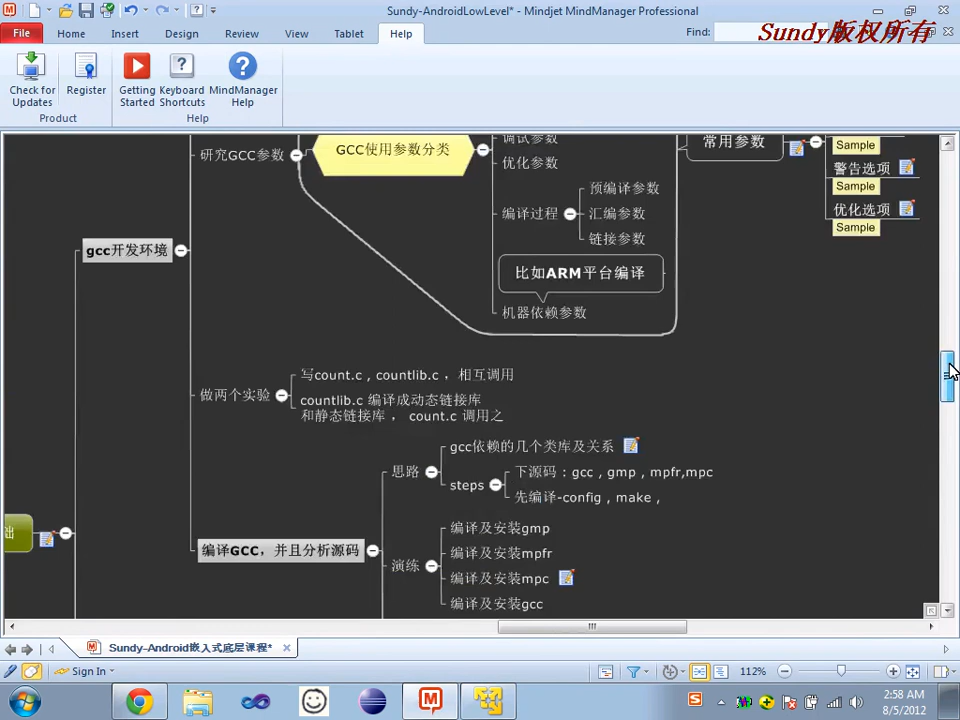 Sundy-AndroidLowLevel* - Mindjet MindManager Professional
Sundy版权所有
File
Home
Insert
Design
Review
View
Tablet
Help
Find:
Check for Updates
Register
Getting Started
Keyboard Shortcuts
MindManager Help
Product
Help
调试参数
研究GCC参数
GCC使用参数分类
优化参数
常用参数
Sample
警告选项
Sample
优化选项
Sample
编译过程
预编译参数
汇编参数
链接参数
gcc开发环境
比如ARM平台编译
机器依赖参数
做两个实验
写count.c , countlib.c ，相互调用
countlib.c 编译成动态链接库
和静态链接库 ， count.c 调用之
思路
gcc依赖的几个类库及关系
steps
下源码：gcc , gmp , mpfr,mpc
先编译-config , make ,
础
编译GCC，并且分析源码
演练
编译及安装gmp
编译及安装mpfr
编译及安装mpc
编译及安装gcc
Sundy-Android嵌入式底层课程*
Sign In
112%
2:58 AM
8/5/2012